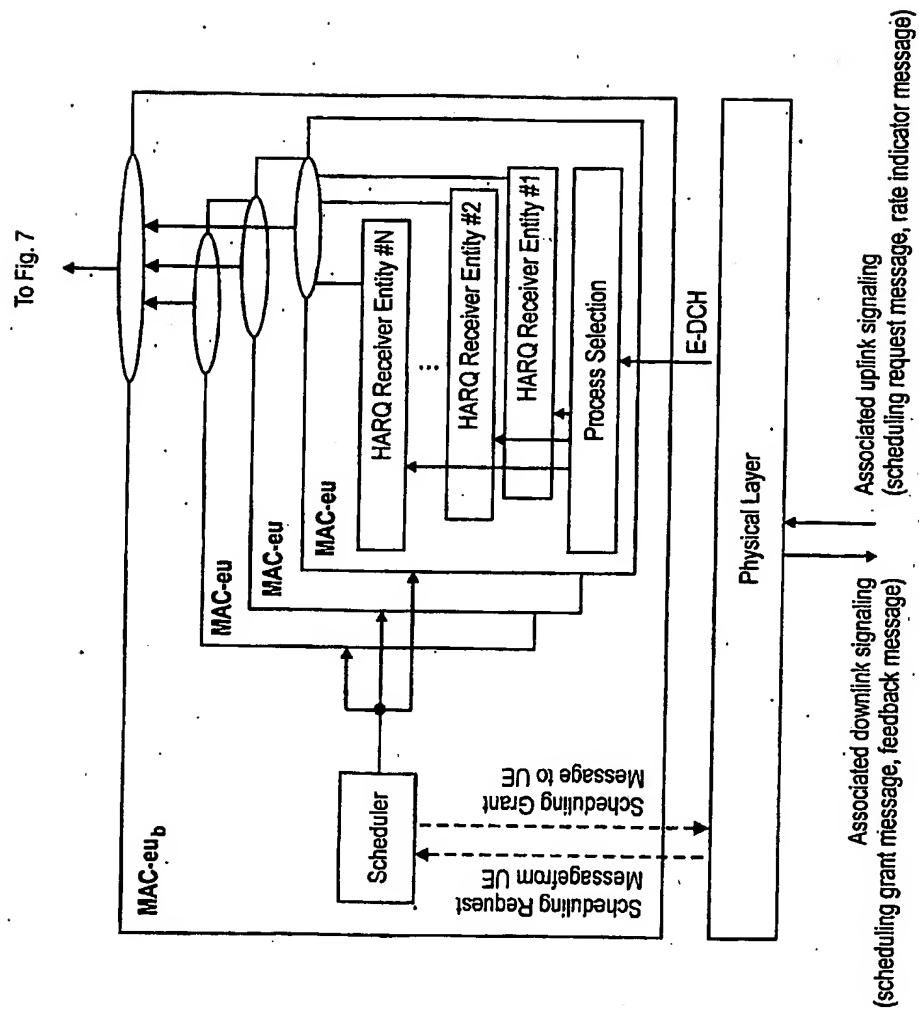 To Fig. 7
MAC-eu_b
MAC-eu
MAC-eu
MAC-eu
HARQ Receiver Entity #N
...
HARQ Receiver Entity #2
HARQ Receiver Entity #1
Process Selection
Scheduler
Scheduling Request
Messagefrom UE
Scheduling Grant
Message to UE
E-DCH
Physical Layer
Associated downlink signaling
(scheduling grant message, feedback message)
Associated uplink signaling
(scheduling request message, rate indicator message)